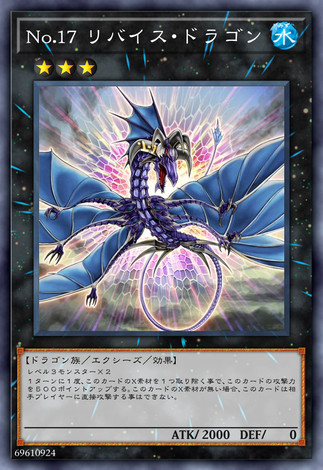 No.17 リバイス・ドラゴン
水
【ドラゴン族／エクシーズ／効果】
レベル３モンスター×２
１ターンに１度、このカードのX素材を１つ取り除く事で、このカードの攻撃力
を５００ポイントアップする。このカードのX素材が無い場合、このカードは相
手プレイヤーに直接攻撃する事はできない。
ATK/ 2000 DEF/ 0
69610924